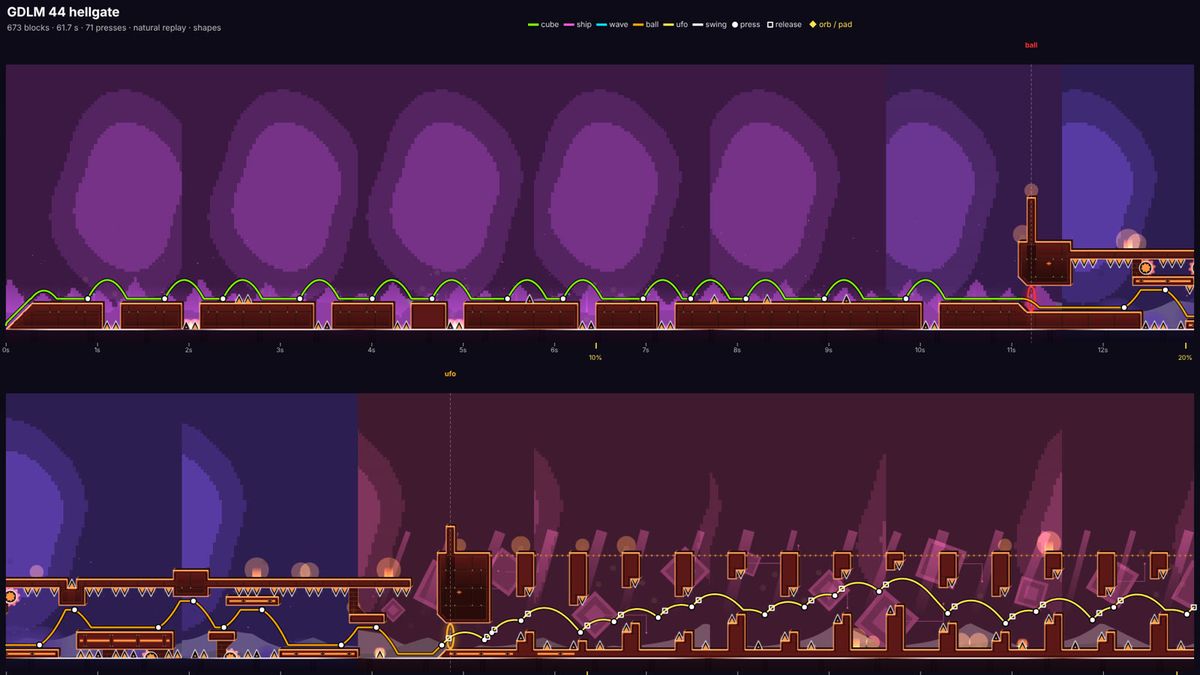 GDLM 44 hellgate
673 blocks · 61.7 s · 71 presses · natural replay · shapes
cube ship wave ball ufo swing press release orb / pad
ball
0s 1s 2s 3s 4s 5s 6s 7s 8s 9s 10s 11s 12s
10% 20%
ufo